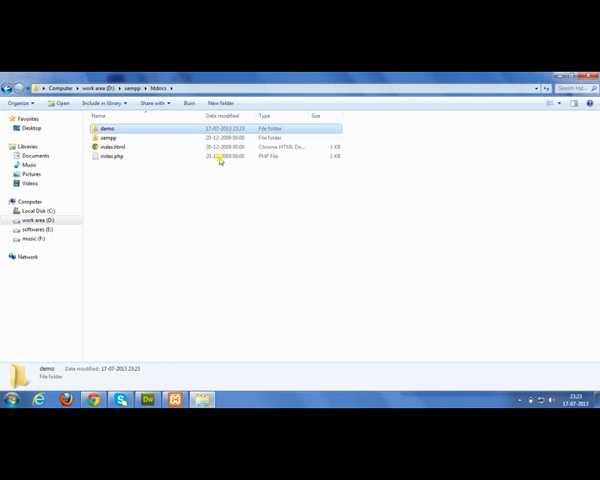 Computer ▸ work area (D:) ▸ xampp ▸ htdocs
Search htd...
Organize Open Include in library Share with Burn New folder
Name Date modified Type Size
Favorites
Desktop
Libraries
Documents
Music
Pictures
Videos
Computer
Local Disk (C:)
work area (D:)
softwares (E:)
music (F:)
Network
demo 17-07-2013 23:23 File folder
xampp 20-12-2009 00:00 File folder
index.html 20-12-2009 00:00 Chrome HTML Do... 1 KB
index.php 20-12-2009 00:00 PHP File 1 KB
demo Date modified: 17-07-2013 23:23
File folder
Dw
23:23
17-07-2013